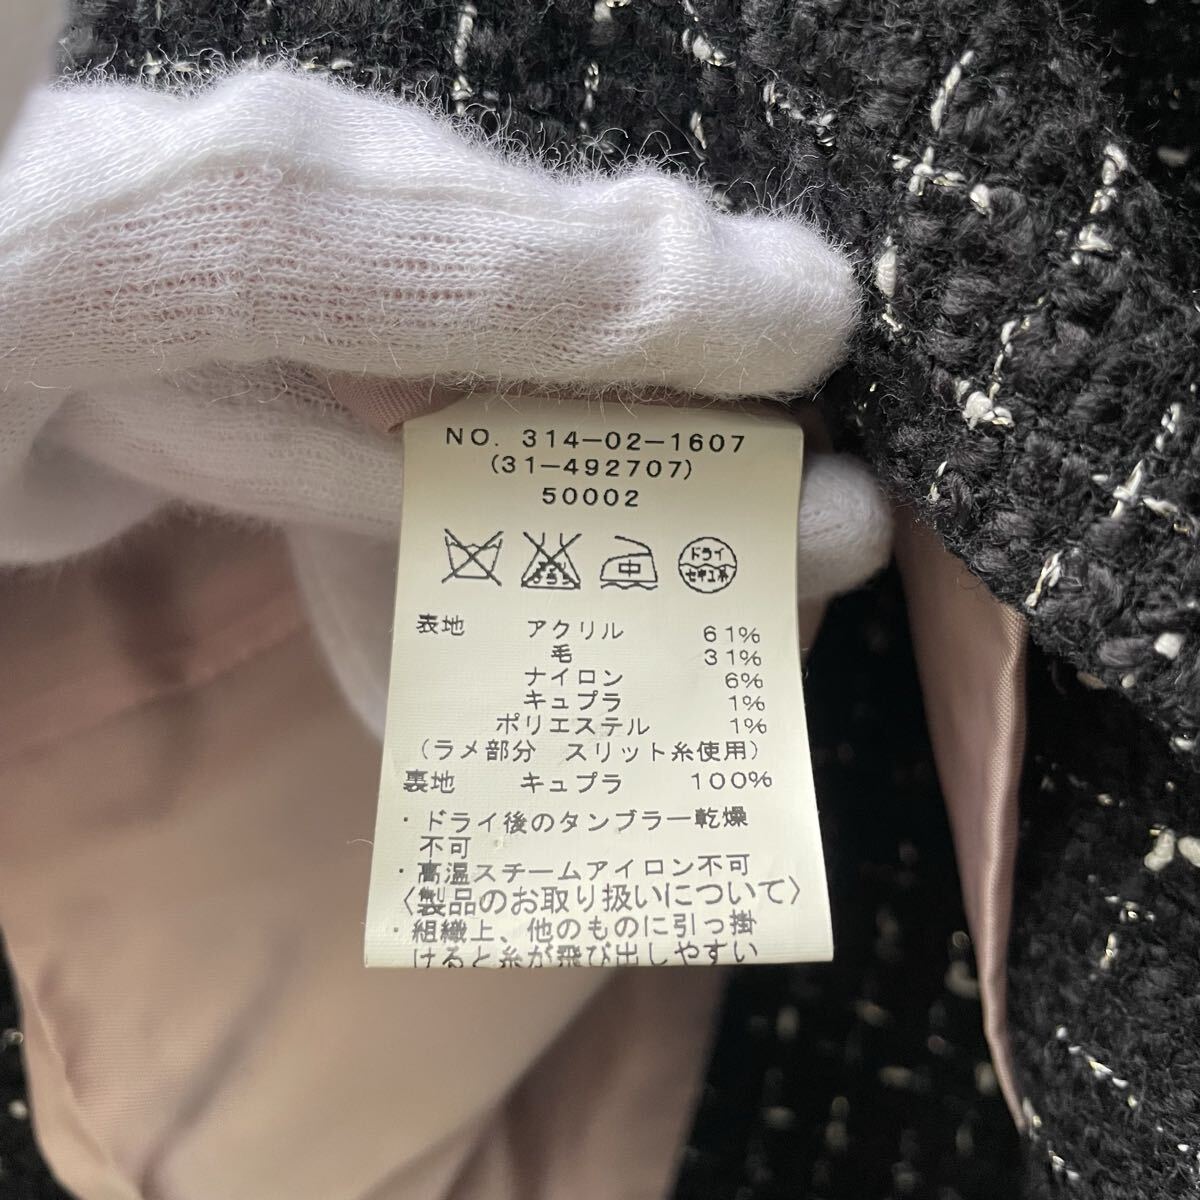 NO. 314-02-1607
(31-492707)
50002
中
ドライ
セキユ系
表地 アクリル 61%
毛 31%
ナイロン 6%
キュプラ 1%
ポリエステル 1%
(ラメ部分 スリット糸使用)
裏地 キュプラ 100%
・ドライ後のタンブラー乾燥
不可
・高温スチームアイロン不可
〈製品のお取り扱いについて〉
・組織上、他のものに引っ掛
けると糸が飛び出しやすい